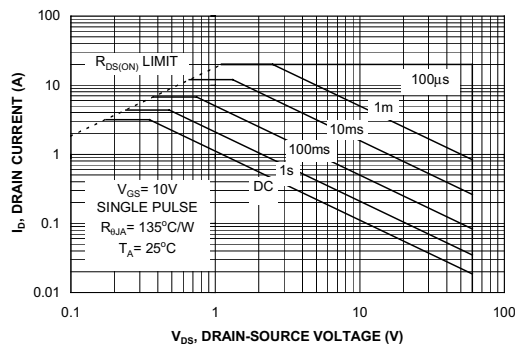 100
R_DS(ON) LIMIT
100µs
10
1m
10ms
1
100ms
1s
V_GS= 10V
DC
SINGLE PULSE
R_θJA= 135°C/W
0.1
T_A= 25°C
0.01
0.1
1
10
100
I_D, DRAIN CURRENT (A)
V_DS, DRAIN-SOURCE VOLTAGE (V)